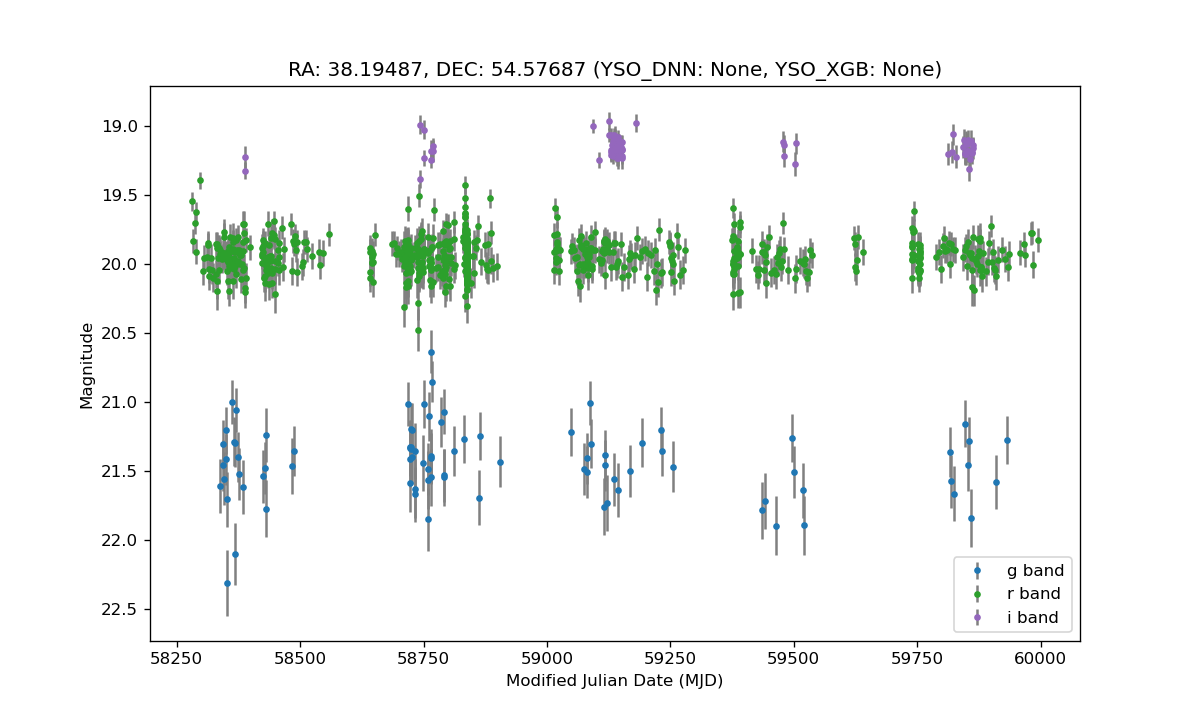 RA: 38.19487, DEC: 54.57687 (YSO_DNN: None, YSO_XGB: None)
19.0
19.5
20.0
20.5
21.0
21.5
22.0
22.5
Magnitude
g band
r band
i band
58250 58500 58750 59000 59250 59500 59750 60000
Modified Julian Date (MJD)